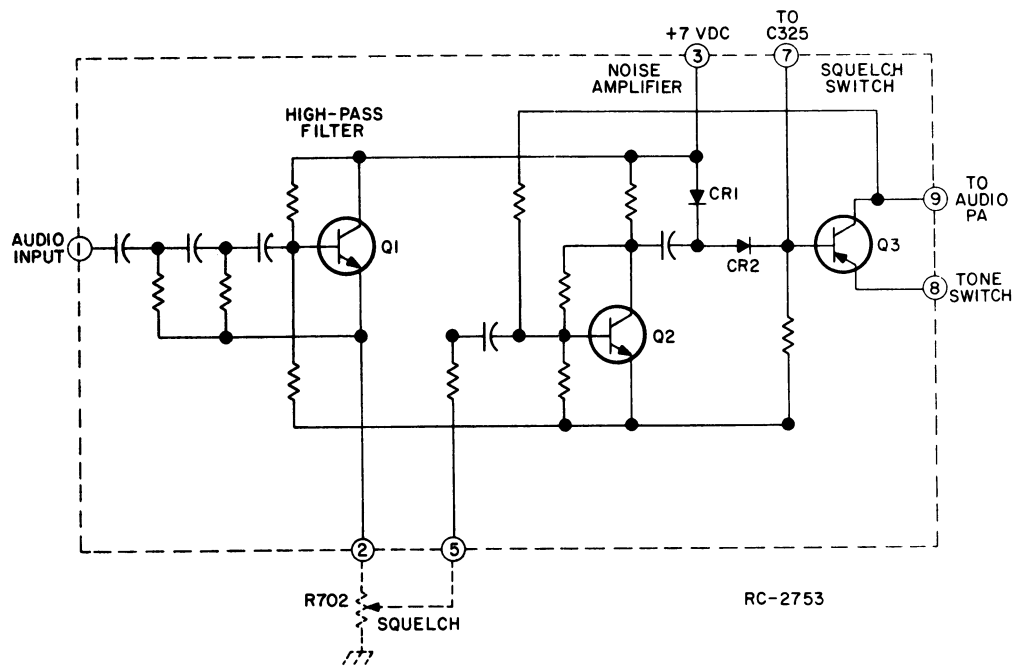 +7 VDC
3
TO
C325
7
NOISE
AMPLIFIER
SQUELCH
SWITCH
HIGH-PASS
FILTER
CR1
TO
AUDIO
PA
9
AUDIO
INPUT
1
Q1
Q3
CR2
8
TONE
SWITCH
Q2
2
5
R702
SQUELCH
RC-2753